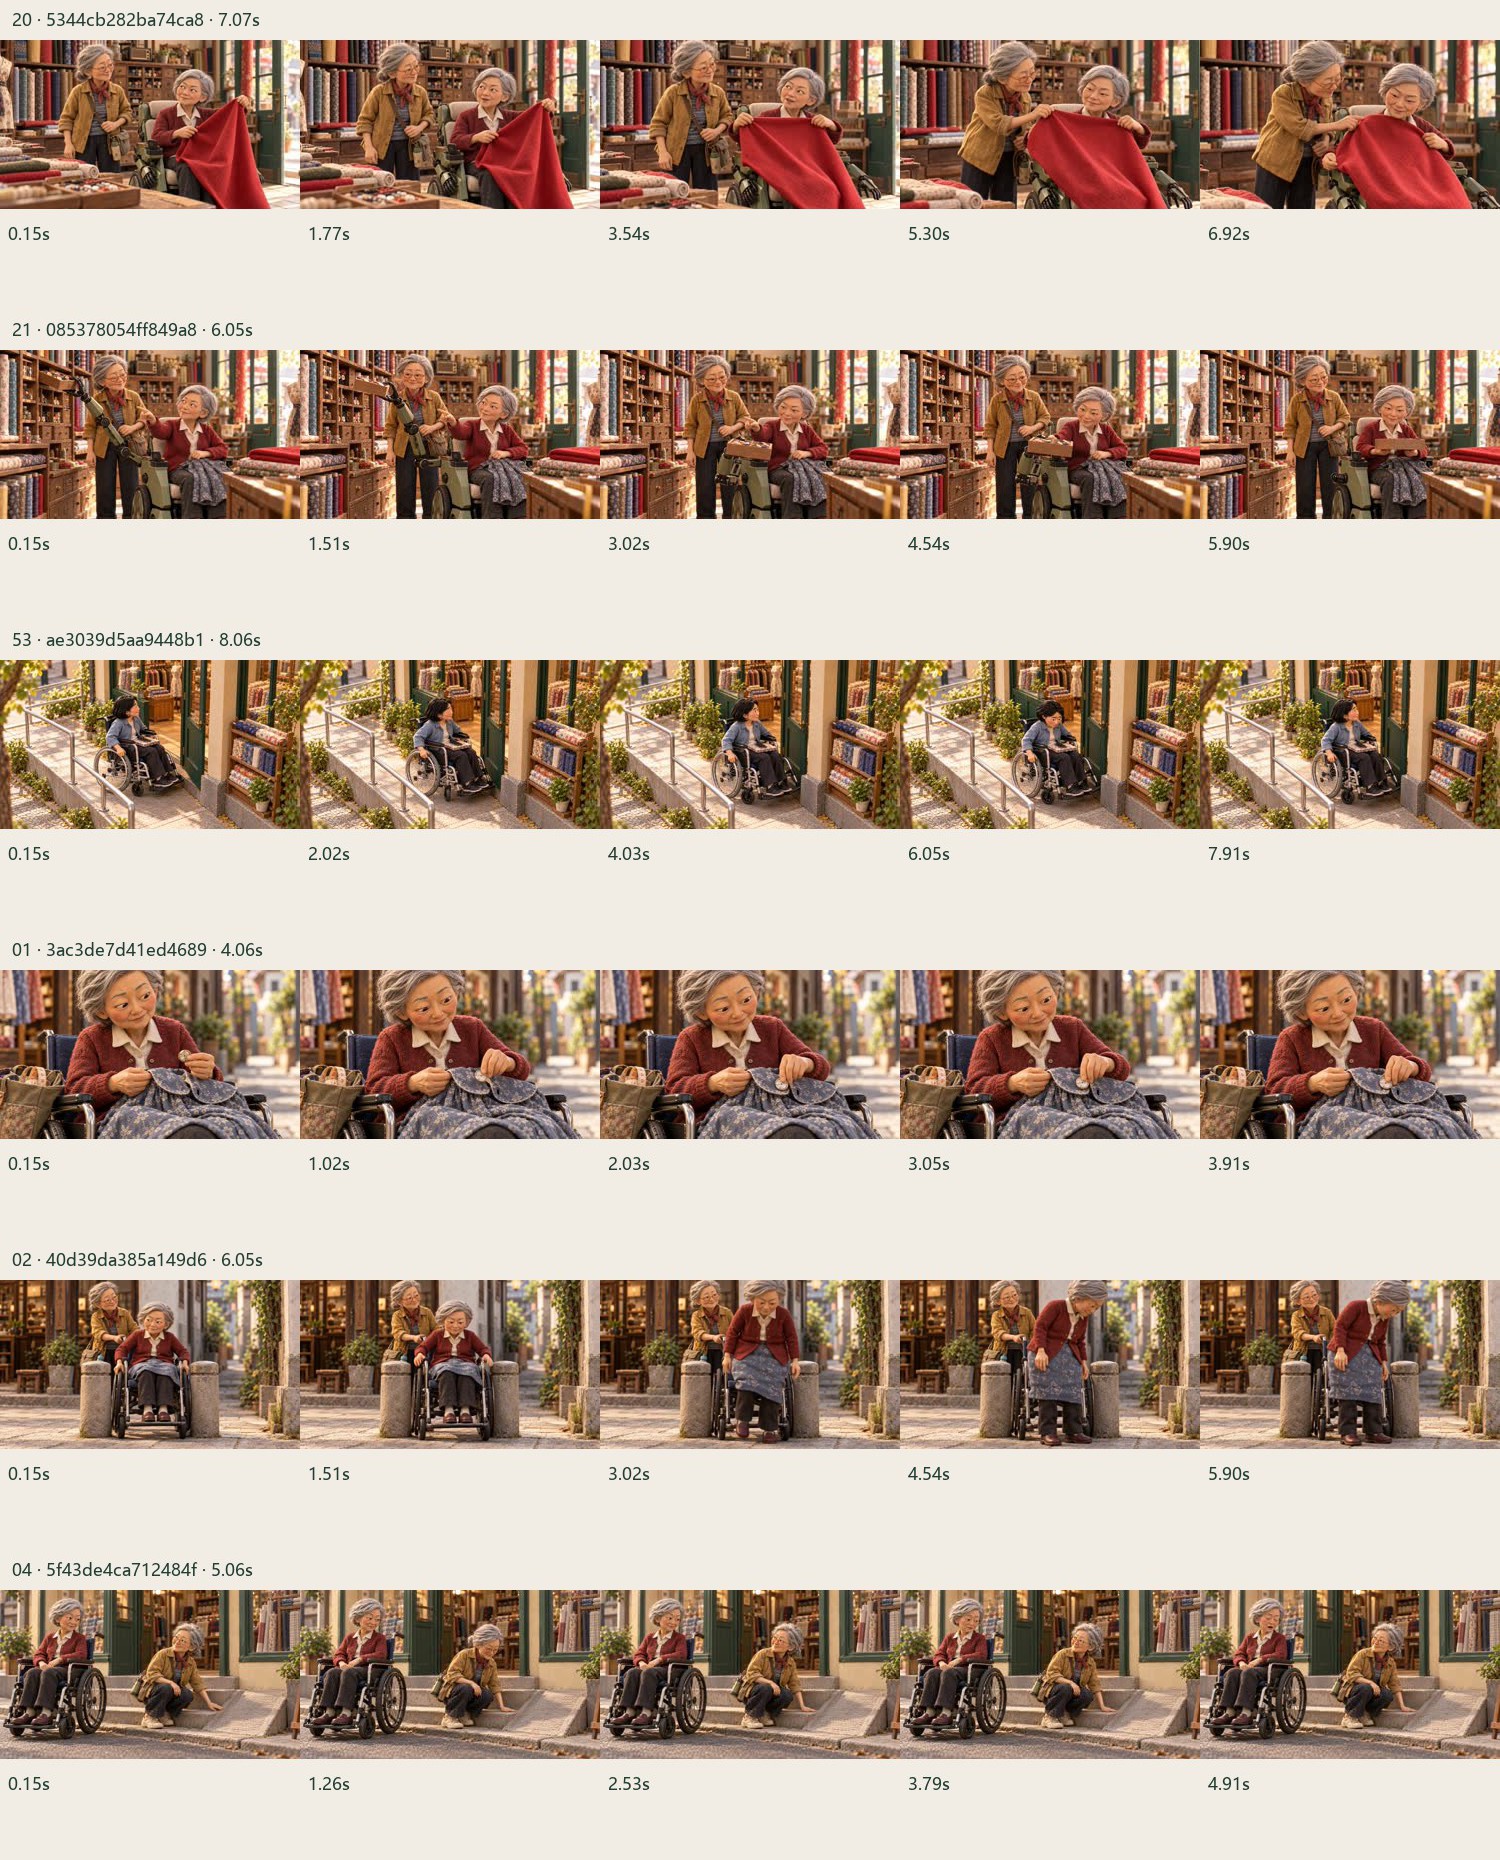 20 · 5344cb282ba74ca8 · 7.07s
0.15s 1.77s 3.54s 5.30s 6.92s
21 · 085378054ff849a8 · 6.05s
0.15s 1.51s 3.02s 4.54s 5.90s
53 · ae3039d5aa9448b1 · 8.06s
0.15s 2.02s 4.03s 6.05s 7.91s
01 · 3ac3de7d41ed4689 · 4.06s
0.15s 1.02s 2.03s 3.05s 3.91s
02 · 40d39da385a149d6 · 6.05s
0.15s 1.51s 3.02s 4.54s 5.90s
04 · 5f43de4ca712484f · 5.06s
0.15s 1.26s 2.53s 3.79s 4.91s